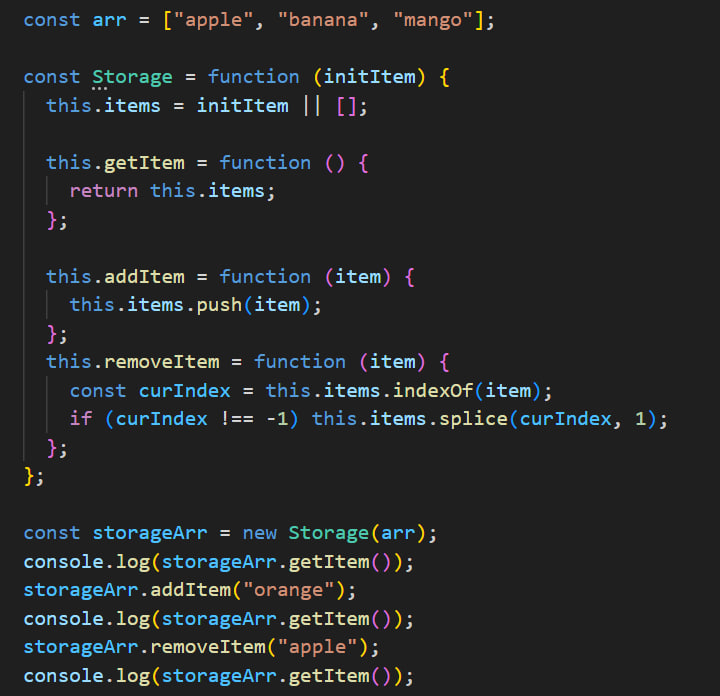 const arr = ["apple", "banana", "mango"];

const Storage = function (initItem) {
  this.items = initItem || [];

  this.getItem = function () {
    return this.items;
  };

  this.addItem = function (item) {
    this.items.push(item);
  };
  this.removeItem = function (item) {
    const curIndex = this.items.indexOf(item);
    if (curIndex !== -1) this.items.splice(curIndex, 1);
  };
};

const storageArr = new Storage(arr);
console.log(storageArr.getItem());
storageArr.addItem("orange");
console.log(storageArr.getItem());
storageArr.removeItem("apple");
console.log(storageArr.getItem());